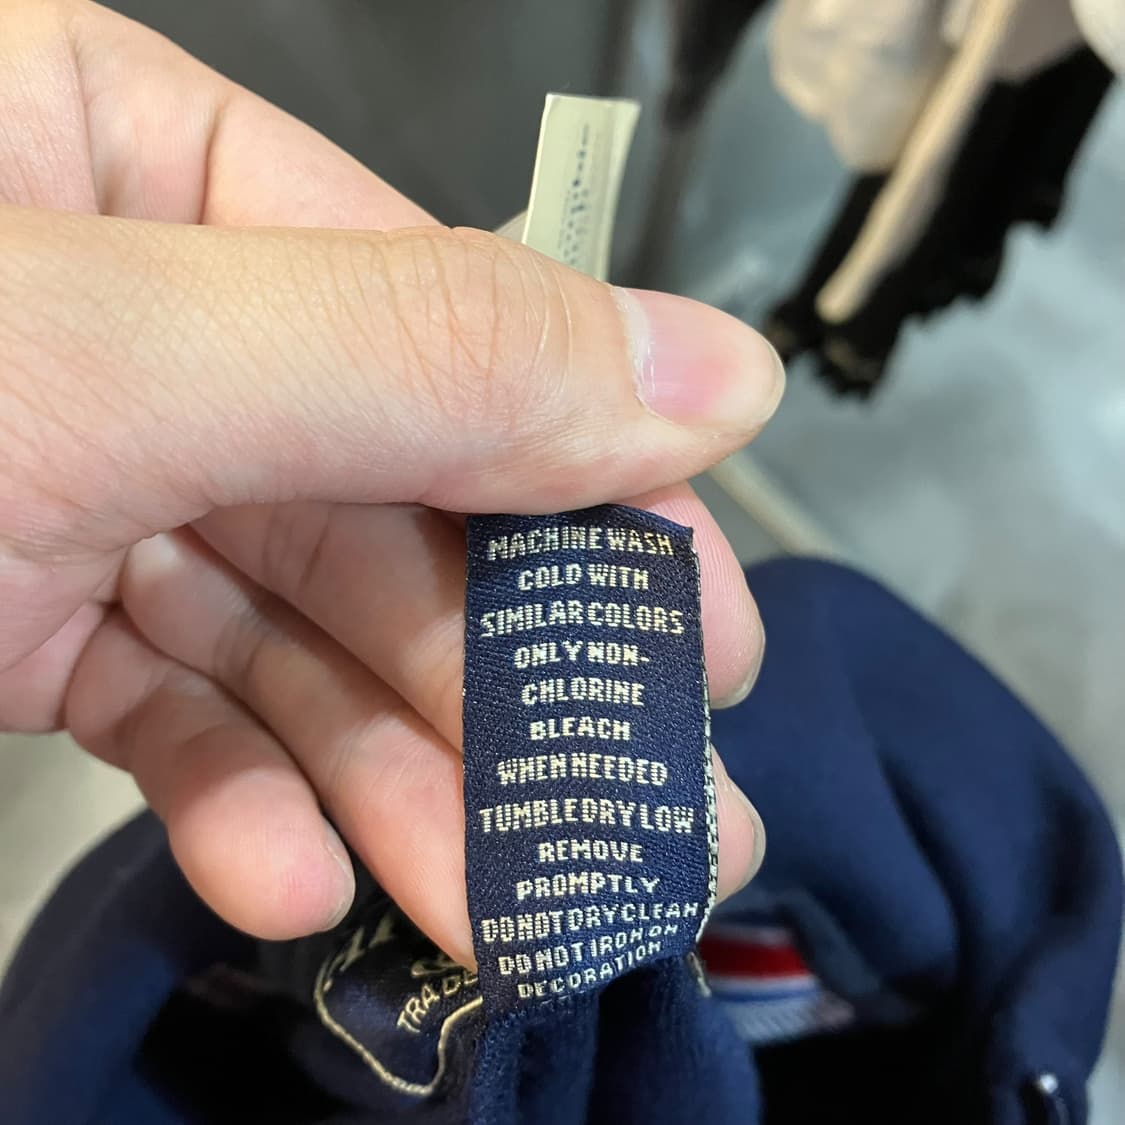 MACHINE WASH
COLD WITH
SIMILAR COLORS
ONLY NON-
CHLORINE
BLEACH
WHEN NEEDED
TUMBLE DRY LOW
REMOVE
PROMPTLY
DO NOT DRY CLEAN
DO NOT IRON ON
DECORATION